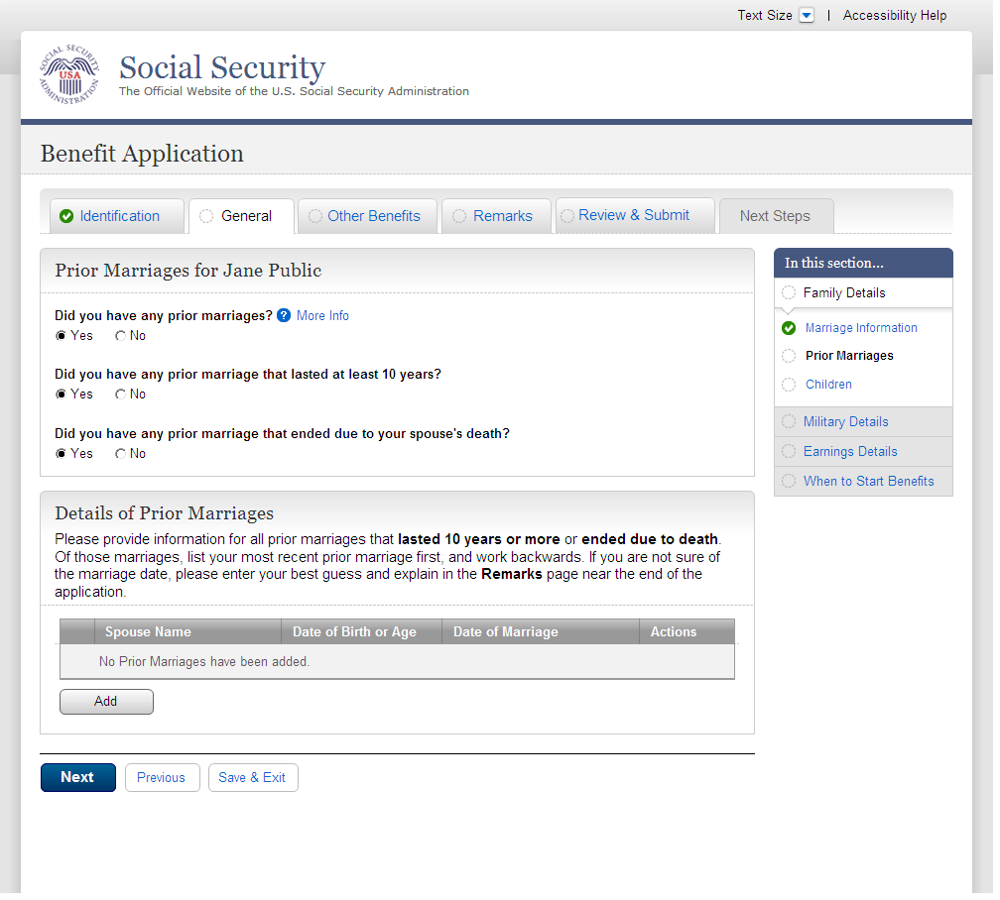 Text Size | Accessibility Help
SOCIAL SECURITY ADMINISTRATION
USA
Social Security
The Official Website of the U.S. Social Security Administration
Benefit Application
Identification General Other Benefits Remarks Review & Submit Next Steps
Prior Marriages for Jane Public
Did you have any prior marriages? ? More Info
Yes No
Did you have any prior marriage that lasted at least 10 years?
Yes No
Did you have any prior marriage that ended due to your spouse's death?
Yes No
Details of Prior Marriages
Please provide information for all prior marriages that lasted 10 years or more or ended due to death.
Of those marriages, list your most recent prior marriage first, and work backwards. If you are not sure of
the marriage date, please enter your best guess and explain in the Remarks page near the end of the
application.
Spouse Name Date of Birth or Age Date of Marriage Actions
No Prior Marriages have been added.
Add
Next Previous Save & Exit
In this section...
Family Details
Marriage Information
Prior Marriages
Children
Military Details
Earnings Details
When to Start Benefits